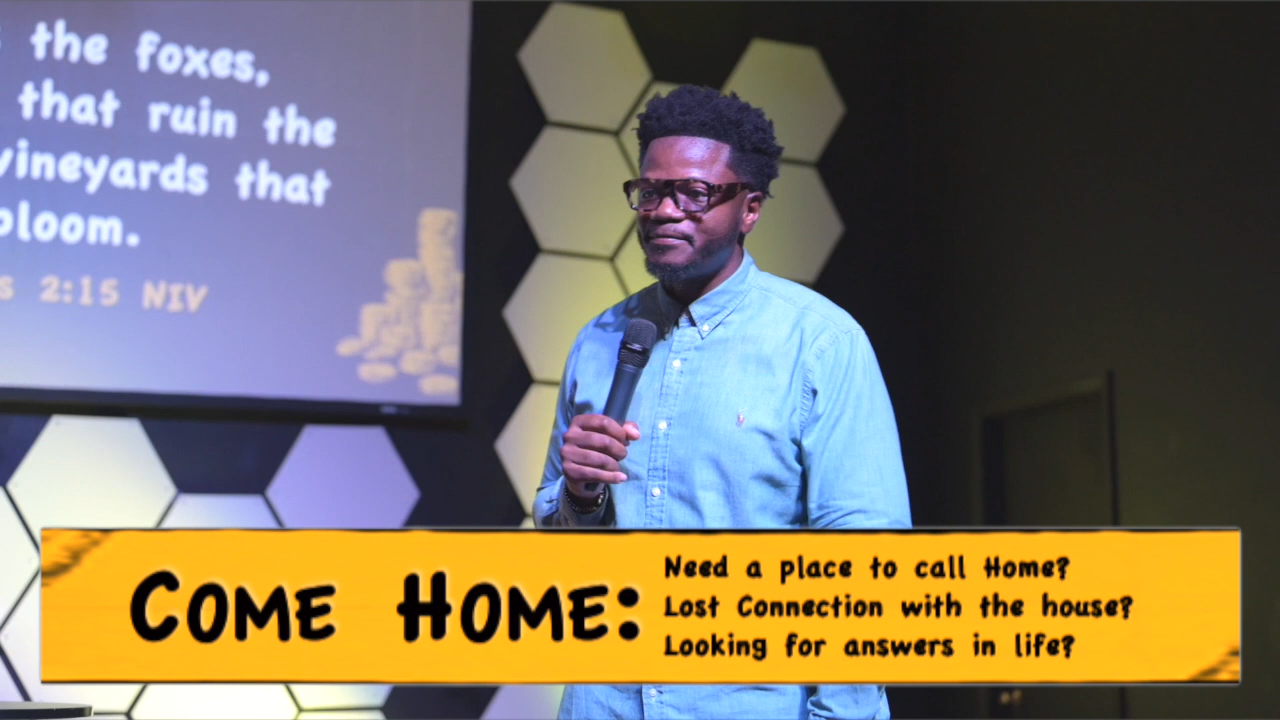 the foxes,
that ruin the
vineyards that
bloom.
2:15 NIV
COME HOME:
Need a place to call Home?
Lost Connection with the house?
Looking for answers in life?